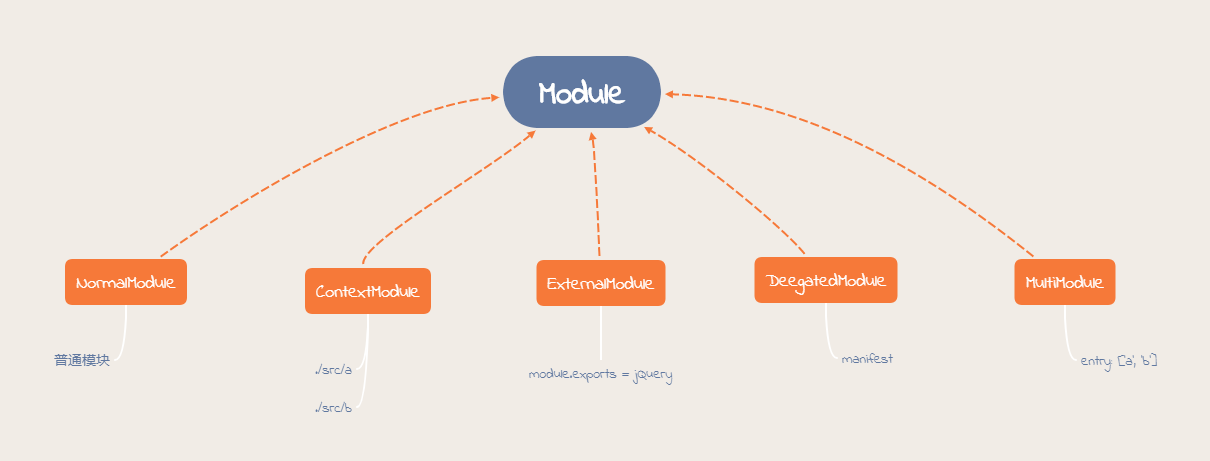 Module
NormalModule
ContextModule
ExternalModule
DeegatedModule
MultiModule
普通模块
./src/a
./src/b
module.exports = jQuery
manifest
entry: ['a', 'b']